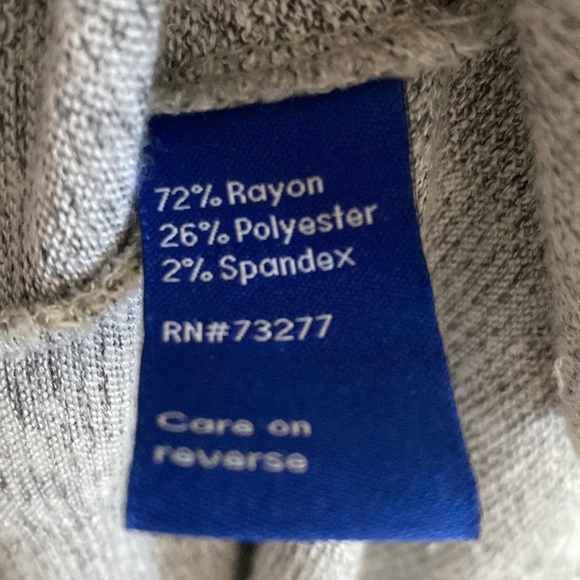 72% Rayon
26% Polyester
2% Spandex
RN#73277
Care on
reverse